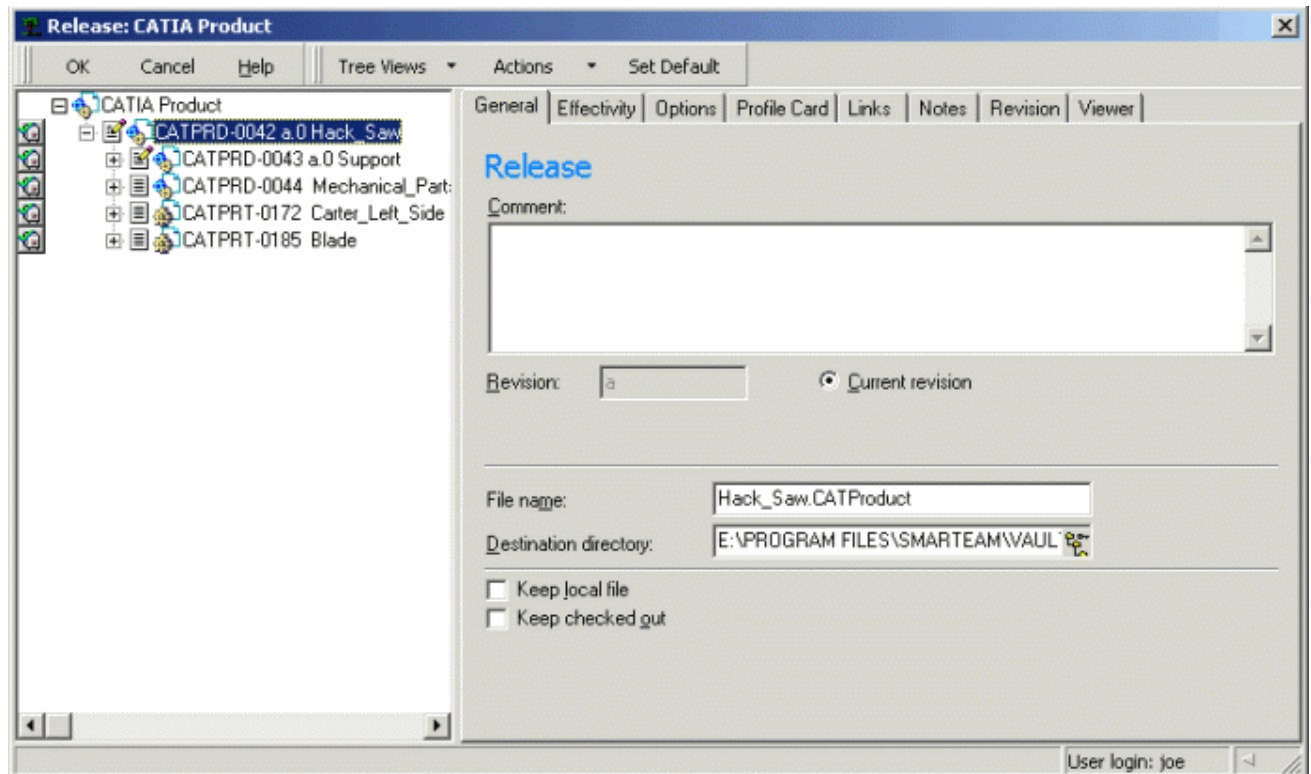 Release: CATIA Product
OK Cancel Help Tree Views Actions Set Default
CATIA Product
CATPRD-0042 a.0 Hack_Saw
CATPRD-0043 a.0 Support
CATPRD-0044 Mechanical_Part
CATPRT-0172 Carter_Left_Side
CATPRT-0185 Blade
General Effectivity Options Profile Card Links Notes Revision Viewer
Release
Comment:
Revision: a Current revision
File name: Hack_Saw.CATProduct
Destination directory: E:\PROGRAM FILES\SMARTEAM\VAUL
Keep local file
Keep checked out
User login: joe